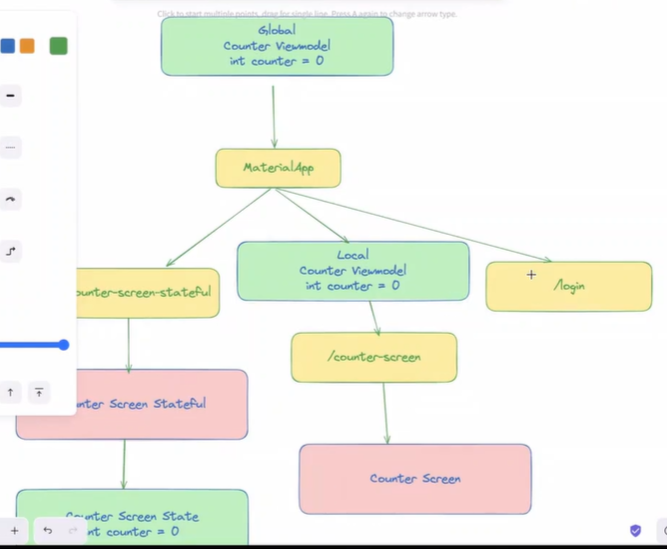 Click to start multiple points, drag for single line. Press A again to change arrow type.
Global
Counter Viewmodel
int counter = 0
MaterialApp
ounter-screen-stateful
Local
Counter Viewmodel
int counter = 0
/login
/counter-screen
nter Screen Stateful
Counter Screen
Counter Screen State
nt counter = 0